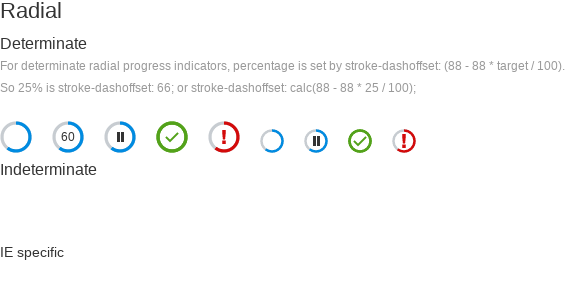 Radial
Determinate
For determinate radial progress indicators, percentage is set by stroke-dashoffset: (88 - 88 * target / 100).
So 25% is stroke-dashoffset: 66; or stroke-dashoffset: calc(88 - 88 * 25 / 100);
60
Indeterminate
IE specific